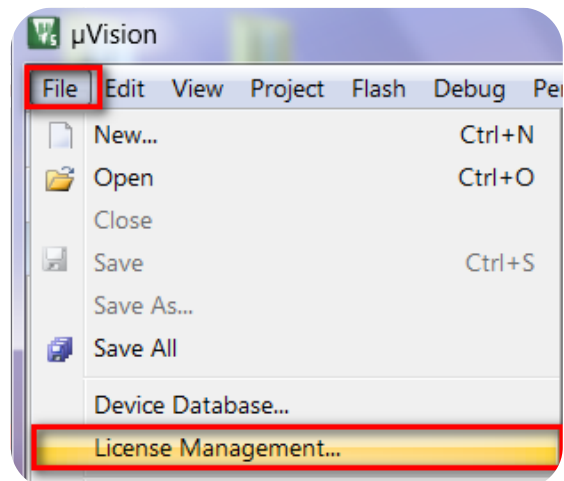 µVision
File Edit View Project Flash Debug Pe
New... Ctrl+N
Open Ctrl+O
Close
Save Ctrl+S
Save As...
Save All
Device Database...
License Management...